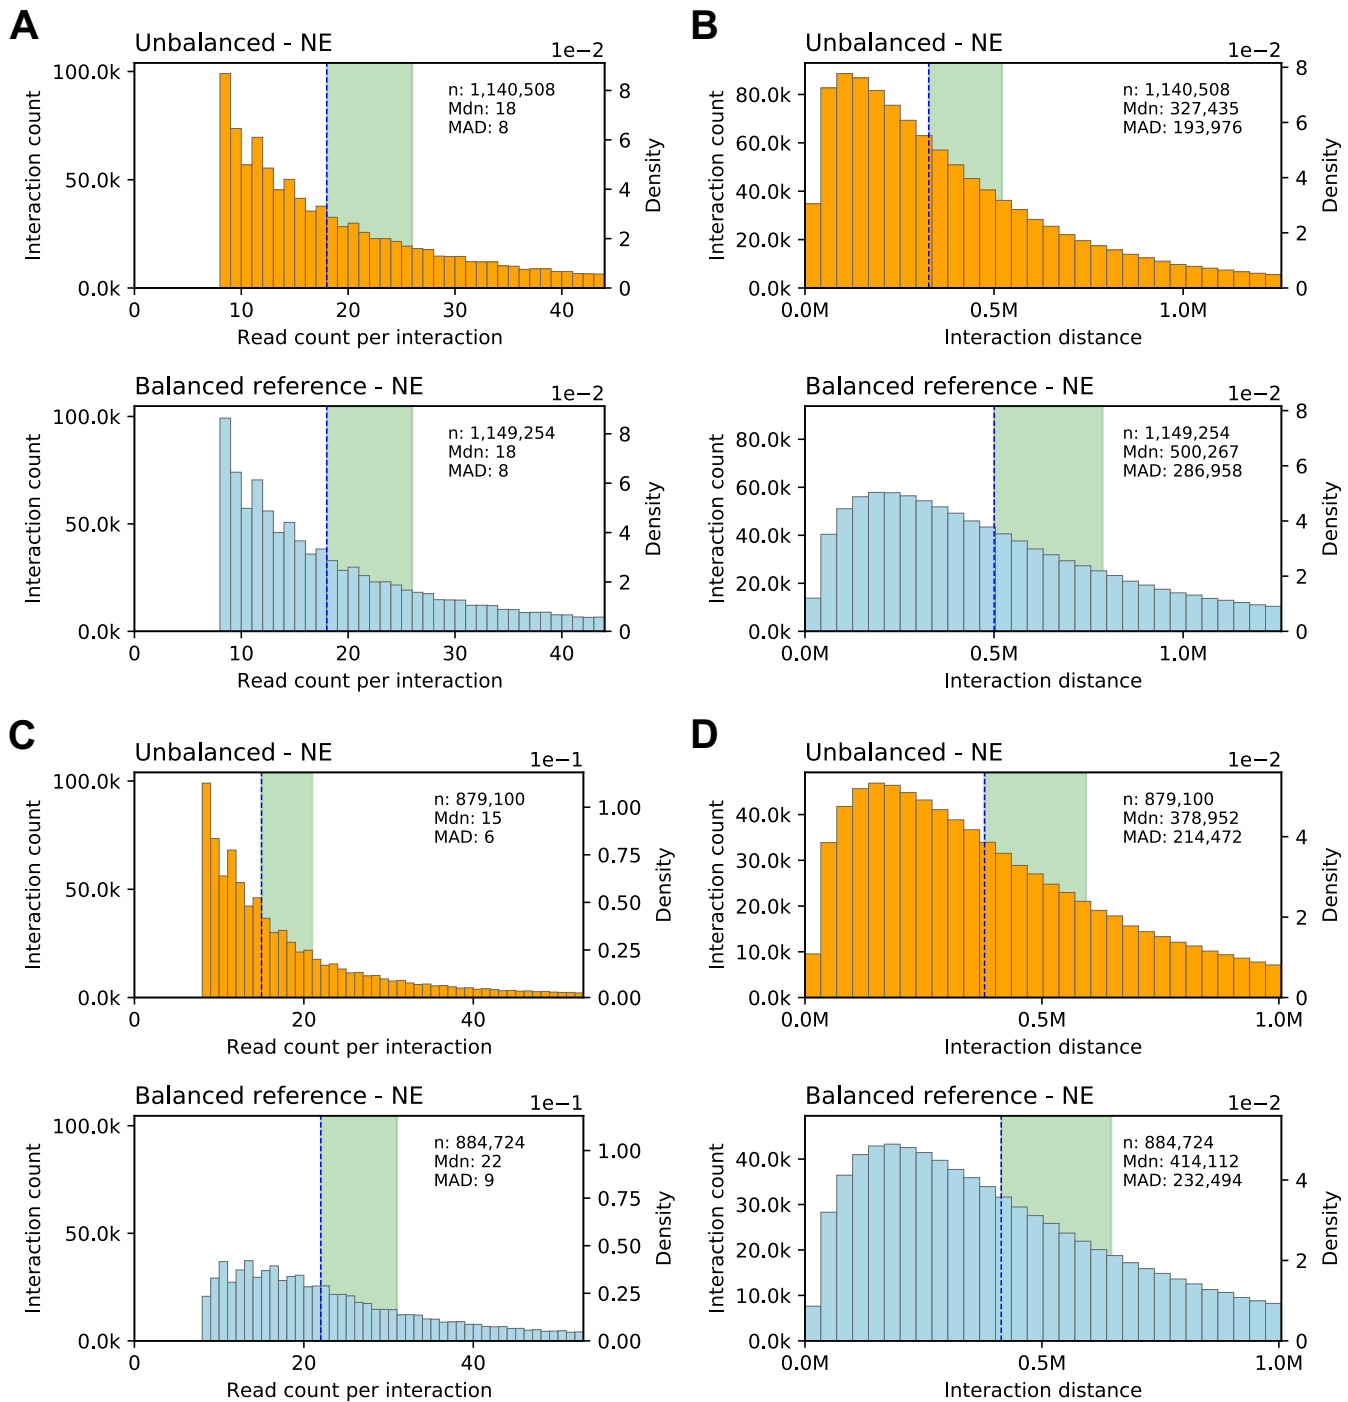 A
Unbalanced - NE
1e−2
100.0k
50.0k
0.0k
Interaction count
n: 1,140,508
Mdn: 18
MAD: 8
8
6
4
2
0
Density
10
20
30
40
Read count per interaction
Balanced reference - NE
1e−2
100.0k
50.0k
0.0k
Interaction count
n: 1,149,254
Mdn: 18
MAD: 8
8
6
4
2
0
Density
0
10
20
30
40
Read count per interaction
B
Unbalanced - NE
1e−2
80.0k
60.0k
40.0k
20.0k
0.0k
Interaction count
n: 1,140,508
Mdn: 327,435
MAD: 193,976
8
6
4
2
0
Density
0.0M
0.5M
1.0M
Interaction distance
Balanced reference - NE
1e−2
80.0k
60.0k
40.0k
20.0k
0.0k
Interaction count
n: 1,149,254
Mdn: 500,267
MAD: 286,958
8
6
4
2
0
Density
0.0M
0.5M
1.0M
Interaction distance
C
Unbalanced - NE
1e−1
100.0k
50.0k
0.0k
Interaction count
n: 879,100
Mdn: 15
MAD: 6
1.00
0.75
0.50
0.25
0.00
Density
0
20
40
Read count per interaction
Balanced reference - NE
1e−1
100.0k
50.0k
0.0k
Interaction count
n: 884,724
Mdn: 22
MAD: 9
1.00
0.75
0.50
0.25
0.00
Density
0
20
40
Read count per interaction
D
Unbalanced - NE
1e−2
40.0k
30.0k
20.0k
10.0k
0.0k
Interaction count
n: 879,100
Mdn: 378,952
MAD: 214,472
4
2
0
Density
0.0M
0.5M
1.0M
Interaction distance
Balanced reference - NE
1e−2
40.0k
30.0k
20.0k
10.0k
0.0k
Interaction count
n: 884,724
Mdn: 414,112
MAD: 232,494
4
2
0
Density
0.0M
0.5M
1.0M
Interaction distance